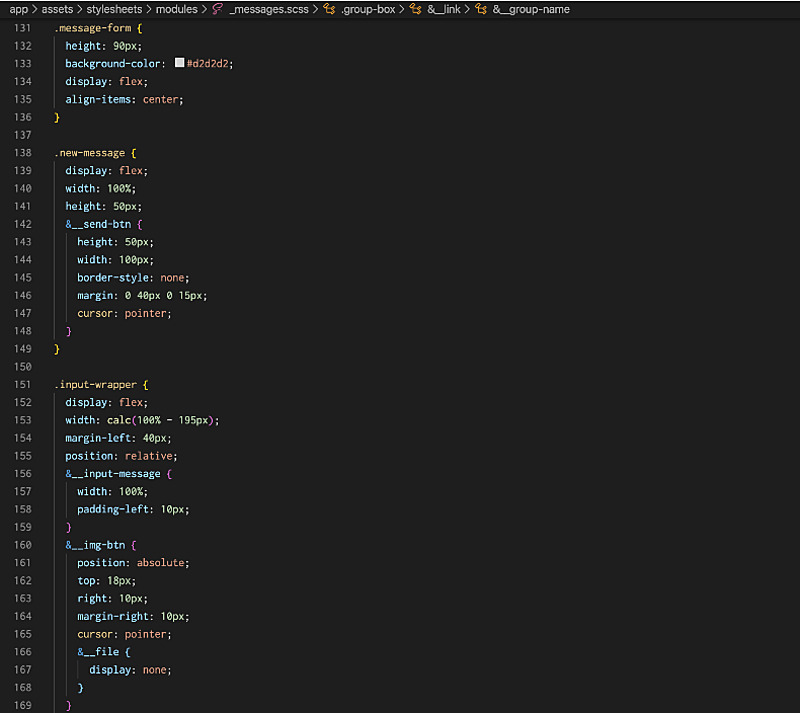 app > assets > stylesheets > modules > _messages.scss > .group-box > &__link > &__group-name
131 .message-form {
132 height: 90px;
133 background-color: #d2d2d2;
134 display: flex;
135 align-items: center;
136 }
137
138 .new-message {
139 display: flex;
140 width: 100%;
141 height: 50px;
142 &__send-btn {
143 height: 50px;
144 width: 100px;
145 border-style: none;
146 margin: 0 40px 0 15px;
147 cursor: pointer;
148 }
149 }
150
151 .input-wrapper {
152 display: flex;
153 width: calc(100% - 195px);
154 margin-left: 40px;
155 position: relative;
156 &__input-message {
157 width: 100%;
158 padding-left: 10px;
159 }
160 &__img-btn {
161 position: absolute;
162 top: 18px;
163 right: 10px;
164 margin-right: 10px;
165 cursor: pointer;
166 &__file {
167 display: none;
168 }
169 }